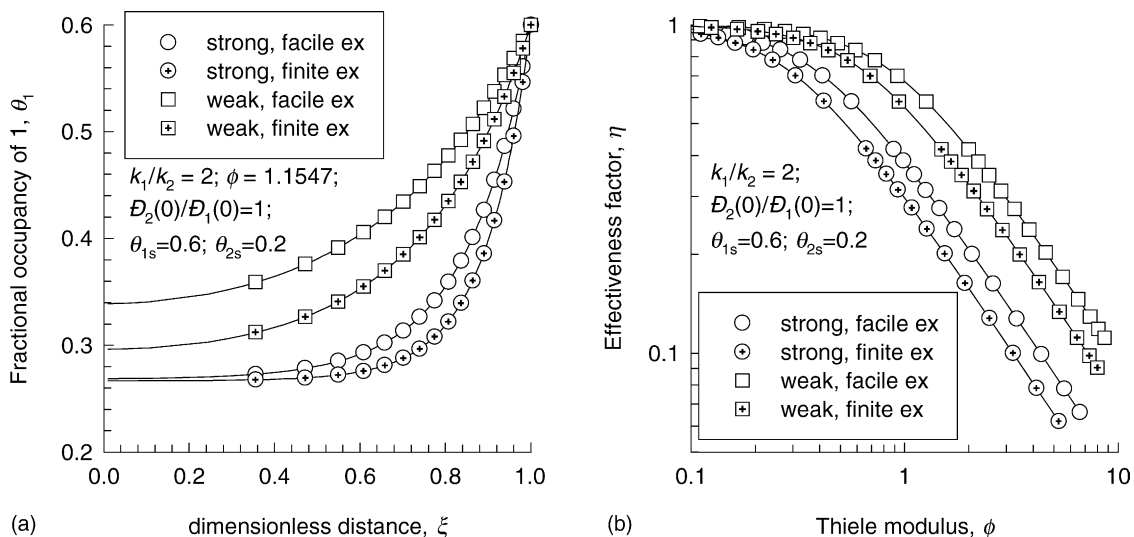 0.6
0.5
0.4
0.3
0.2
Fractional occupancy of 1, θ1
strong, facile ex
strong, finite ex
weak, facile ex
weak, finite ex
k1/k2 = 2; ϕ = 1.1547;
Đ2(0)/Đ1(0)=1;
θ1s=0.6; θ2s=0.2
0.0 0.2 0.4 0.6 0.8 1.0
dimensionless distance, ξ
(a)
1
0.1
Effectiveness factor, η
k1/k2 = 2;
Đ2(0)/Đ1(0)=1;
θ1s=0.6; θ2s=0.2
strong, facile ex
strong, finite ex
weak, facile ex
weak, finite ex
0.1 1 10
Thiele modulus, ϕ
(b)